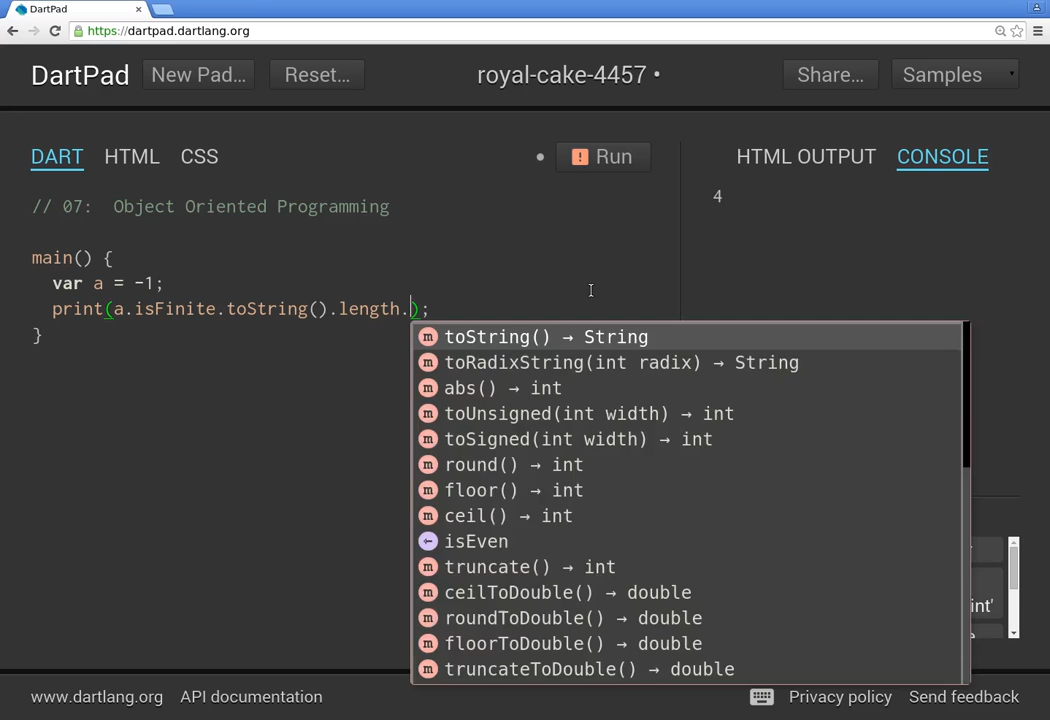 DartPad
https://dartpad.dartlang.org
DartPad
New Pad…
Reset…
royal-cake-4457 •
Share…
Samples
DART
HTML
CSS
Run
HTML OUTPUT
CONSOLE
// 07:  Object Oriented Programming
4
main() {
  var a = -1;
  print(a.isFinite.toString().length.);
}
m toString() → String
m toRadixString(int radix) → String
m abs() → int
m toUnsigned(int width) → int
m toSigned(int width) → int
m round() → int
m floor() → int
m ceil() → int
← isEven
m truncate() → int
m ceilToDouble() → double
m roundToDouble() → double
m floorToDouble() → double
m truncateToDouble() → double
int'
www.dartlang.org
API documentation
Privacy policy
Send feedback